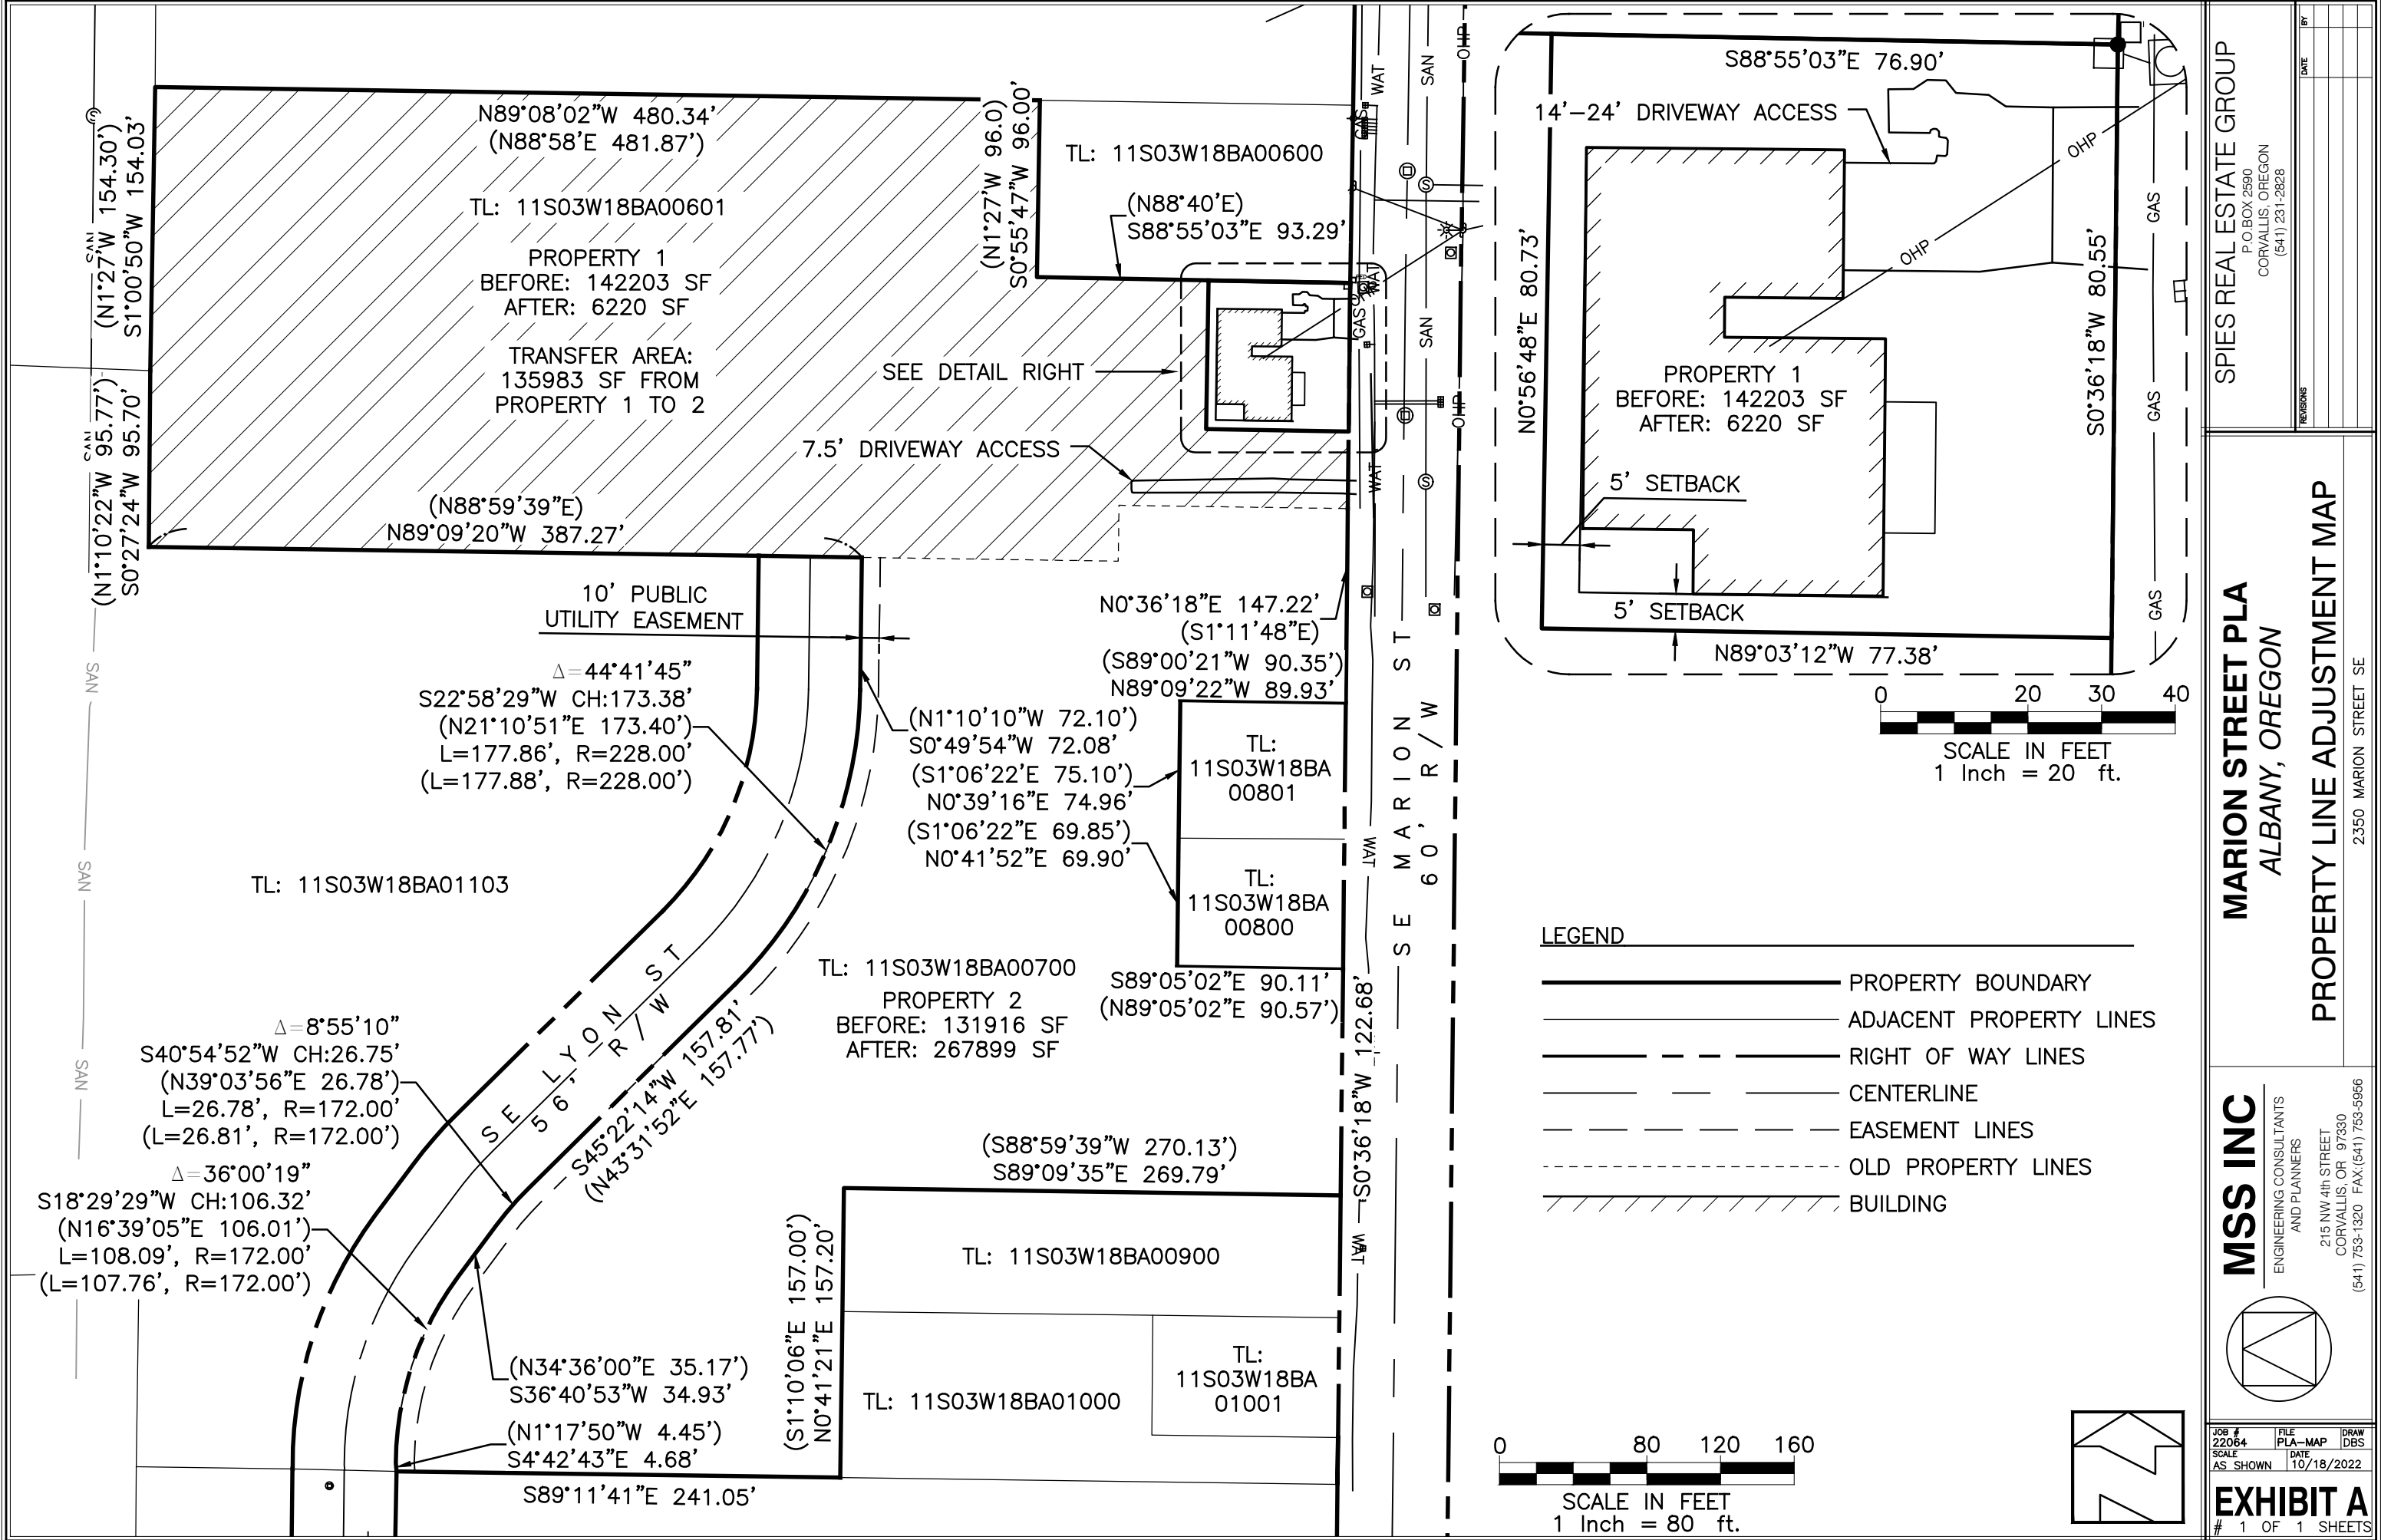 N89°08'02"W 480.34'
(N88°58'E 481.87')
TL: 11S03W18BA00601
PROPERTY 1
BEFORE: 142203 SF
AFTER: 6220 SF
TRANSFER AREA:
135983 SF FROM
PROPERTY 1 TO 2
(N1°27'W 154.30')
S1°00'50"W 154.03'
(N1°10'22"W 95.77')
S0°27'24"W 95.70'
(N88°59'39"E)
N89°09'20"W 387.27'
(N1°27'W 96.0)
S0°55'47"W 96.00'
TL: 11S03W18BA00600
(N88°40'E)
S88°55'03"E 93.29'
SEE DETAIL RIGHT
7.5' DRIVEWAY ACCESS
WAT
SAN
OHP
GAS
WAT
GAS
SAN
OHP
WAT
10' PUBLIC
UTILITY EASEMENT
Δ=44°41'45"
S22°58'29"W CH:173.38'
(N21°10'51"E 173.40')
L=177.86', R=228.00'
(L=177.88', R=228.00')
N0°36'18"E 147.22'
(S1°11'48"E)
(S89°00'21"W 90.35')
N89°09'22"W 89.93'
(N1°10'10"W 72.10')
S0°49'54"W 72.08'
(S1°06'22'E 75.10')
N0°39'16"E 74.96'
(S1°06'22"E 69.85')
N0°41'52"E 69.90'
TL:
11S03W18BA
00801
TL:
11S03W18BA
00800
S89°05'02"E 90.11'
(N89°05'02"E 90.57')
SE MARION ST
60' R/W
WAT
S0°36'18"W 122.68'
WAT
SAN
SAN
SAN
TL: 11S03W18BA01103
TL: 11S03W18BA00700
PROPERTY 2
BEFORE: 131916 SF
AFTER: 267899 SF
SE LYON ST
56' R/W
S45°22'14"W 157.81'
(N43°31'52"E 157.77')
Δ=8°55'10"
S40°54'52"W CH:26.75'
(N39°03'56"E 26.78')
L=26.78', R=172.00'
(L=26.81', R=172.00')
Δ=36°00'19"
S18°29'29"W CH:106.32'
(N16°39'05"E 106.01')
L=108.09', R=172.00'
(L=107.76', R=172.00')
(N34°36'00"E 35.17')
S36°40'53"W 34.93'
(N1°17'50"W 4.45')
S4°42'43"E 4.68'
S89°11'41"E 241.05'
(S1°10'06"E 157.00')
N0°41'21"E 157.20'
(S88°59'39"W 270.13')
S89°09'35"E 269.79'
TL: 11S03W18BA00900
TL: 11S03W18BA01000
TL:
11S03W18BA
01001
S88°55'03"E 76.90'
14'-24' DRIVEWAY ACCESS
OHP
OHP
GAS
GAS
GAS
N0°56'48"E 80.73'
S0°36'18"W 80.55'
PROPERTY 1
BEFORE: 142203 SF
AFTER: 6220 SF
5' SETBACK
5' SETBACK
N89°03'12"W 77.38'
0 20 30 40
SCALE IN FEET
1 Inch = 20 ft.
LEGEND
PROPERTY BOUNDARY
ADJACENT PROPERTY LINES
RIGHT OF WAY LINES
CENTERLINE
EASEMENT LINES
OLD PROPERTY LINES
BUILDING
0 80 120 160
SCALE IN FEET
1 Inch = 80 ft.
SPIES REAL ESTATE GROUP
P.O.BOX 2590
CORVALLIS, OREGON
(541) 231-2828
REVISIONS DATE BY
MARION STREET PLA
ALBANY, OREGON
PROPERTY LINE ADJUSTMENT MAP
2350 MARION STREET SE
MSS INC
ENGINEERING CONSULTANTS
AND PLANNERS
215 NW 4th STREET
CORVALLIS, OR 97330
(541) 753-1320 FAX:(541) 753-5956
JOB # FILE DRAW
22064 PLA-MAP DBS
SCALE DATE
AS SHOWN 10/18/2022
EXHIBIT A
# 1 OF 1 SHEETS